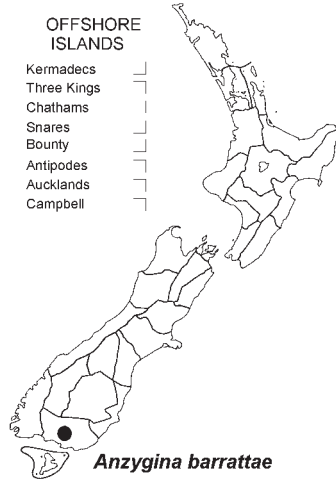 OFFSHORE
ISLANDS
Kermadecs
Three Kings
Chathams
Snares
Bounty
Antipodes
Aucklands
Campbell
Anzygina barrattae